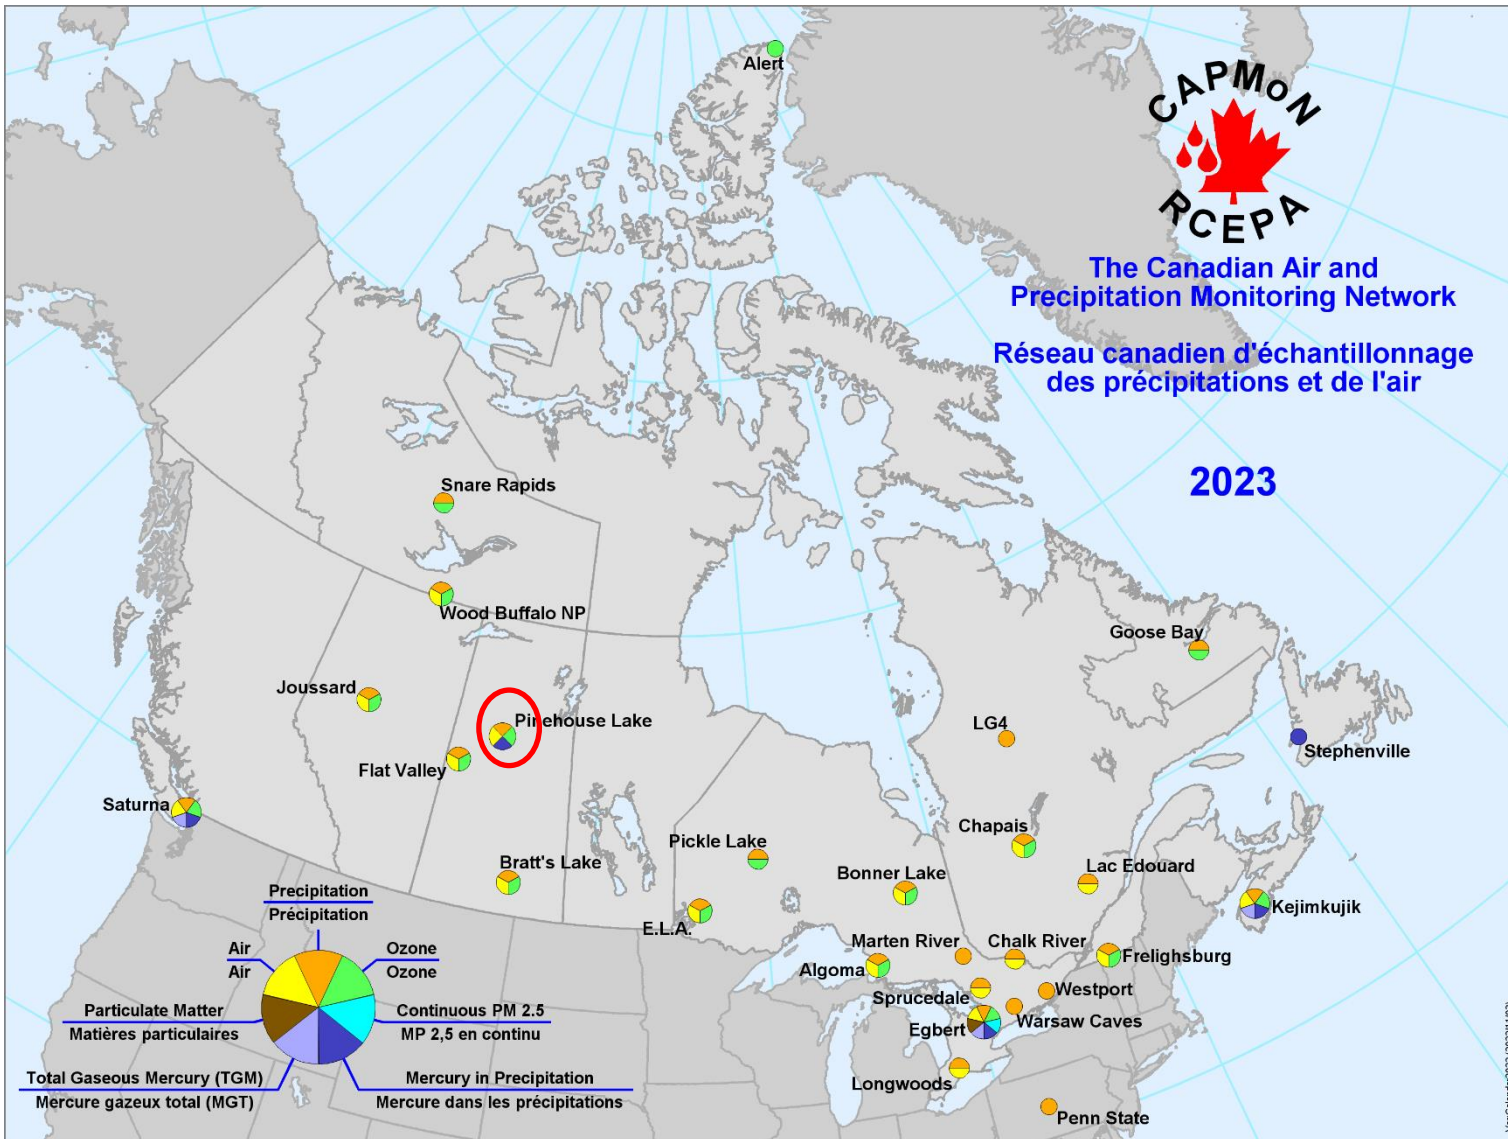 Alert
CAPMoN
RCEPA
The Canadian Air and
Precipitation Monitoring Network
Réseau canadien d'échantillonnage
des précipitations et de l'air
2023
Snare Rapids
Wood Buffalo NP
Goose Bay
Joussard
Pinehouse Lake
LG4
Stephenville
Flat Valley
Saturna
Chapais
Pickle Lake
Bratt's Lake
Bonner Lake
Lac Edouard
Kejimkujik
E.L.A.
Marten River
Chalk River
Frelighsburg
Algoma
Sprucedale
Westport
Warsaw Caves
Egbert
Longwoods
Penn State
Precipitation
Précipitation
Air
Air
Ozone
Ozone
Particulate Matter
Matières particulaires
Continuous PM 2.5
MP 2,5 en continu
Total Gaseous Mercury (TGM)
Mercure gazeux total (MGT)
Mercury in Precipitation
Mercure dans les précipitations